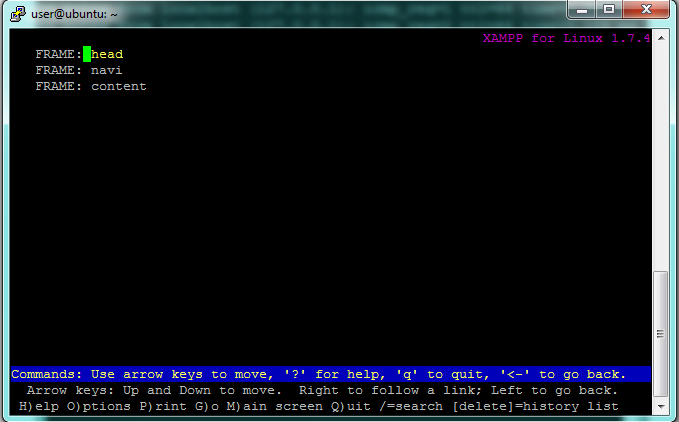 user@ubuntu: ~
XAMPP for Linux 1.7.4
FRAME: head
FRAME: navi
FRAME: content
Commands: Use arrow keys to move, '?' for help, 'q' to quit, '<-' to go back.
Arrow keys: Up and Down to move.  Right to follow a link; Left to go back.
H)elp O)ptions P)rint G)o M)ain screen Q)uit /=search [delete]=history list